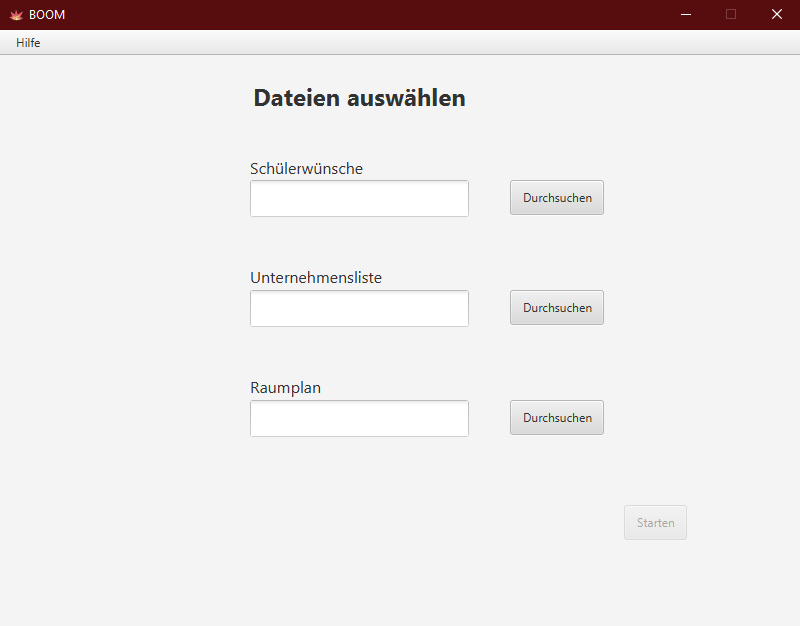 BOOM
Hilfe
Dateien auswählen
Schülerwünsche
Durchsuchen
Unternehmensliste
Durchsuchen
Raumplan
Durchsuchen
Starten